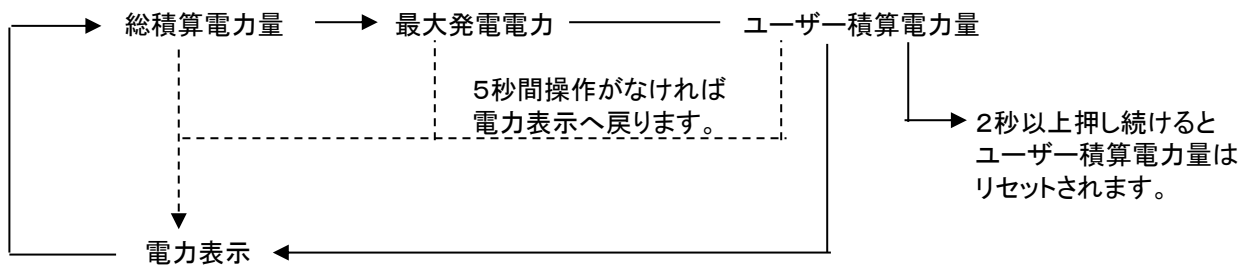 総積算電力量
最大発電電力
ユーザー積算電力量
5秒間操作がなければ
電力表示へ戻ります。
2秒以上押し続けると
ユーザー積算電力量は
リセットされます。
電力表示